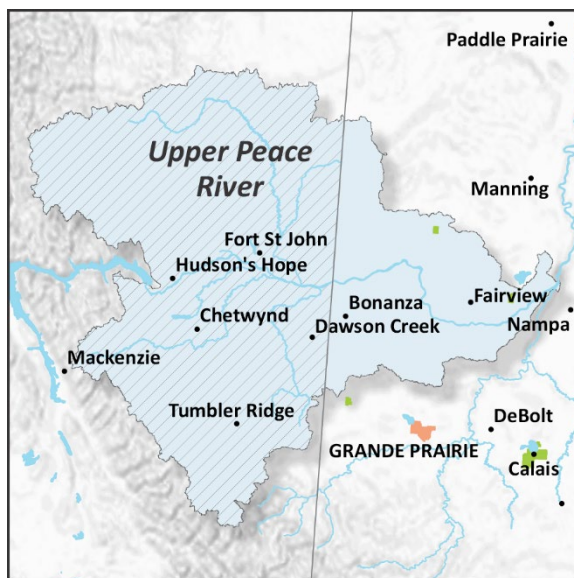 Paddle Prairie
Upper Peace
River
Manning
Fort St John
Hudson's Hope
Bonanza
Fairview
Chetwynd
Dawson Creek
Nampa
Mackenzie
Tumbler Ridge
DeBolt
GRANDE PRAIRIE
Calais